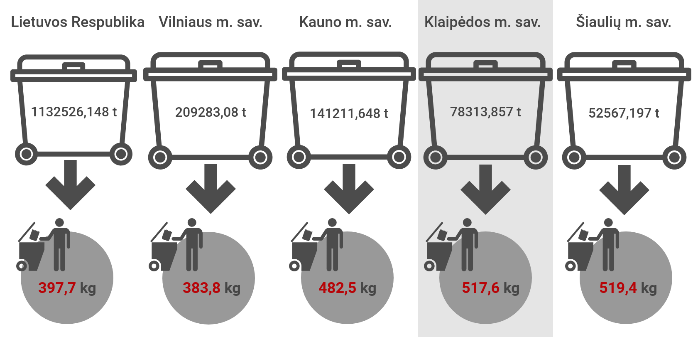 Lietuvos Respublika
Vilniaus m. sav.
Kauno m. sav.
Klaipėdos m. sav.
Šiaulių m. sav.
1132526,148 t
209283,08 t
141211,648 t
78313,857 t
52567,197 t
397,7 kg
383,8 kg
482,5 kg
517,6 kg
519,4 kg